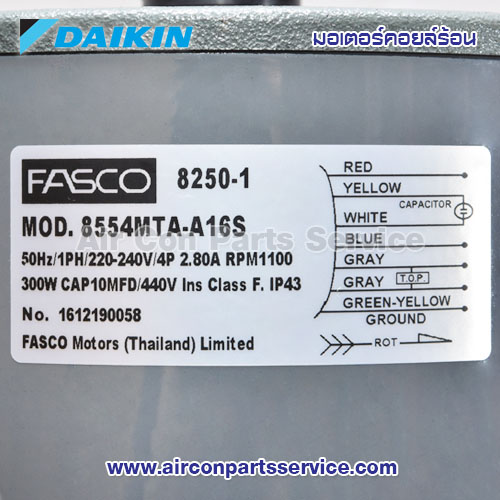 DAIKIN
มอเตอร์คอยล์ร้อน
FASCO 8250-1
MOD. 8554MTA-A16S
Air Con Parts Service
50Hz/1PH/220-240V/4P 2.80A RPM1100
300W CAP10MFD/440V Ins Class F. IP43
No. 1612190058
FASCO Motors (Thailand) Limited
RED
YELLOW
CAPACITOR
WHITE
BLUE
GRAY
GRAY T.O.P.
GREEN-YELLOW
GROUND
ROT
www.airconpartsservice.com